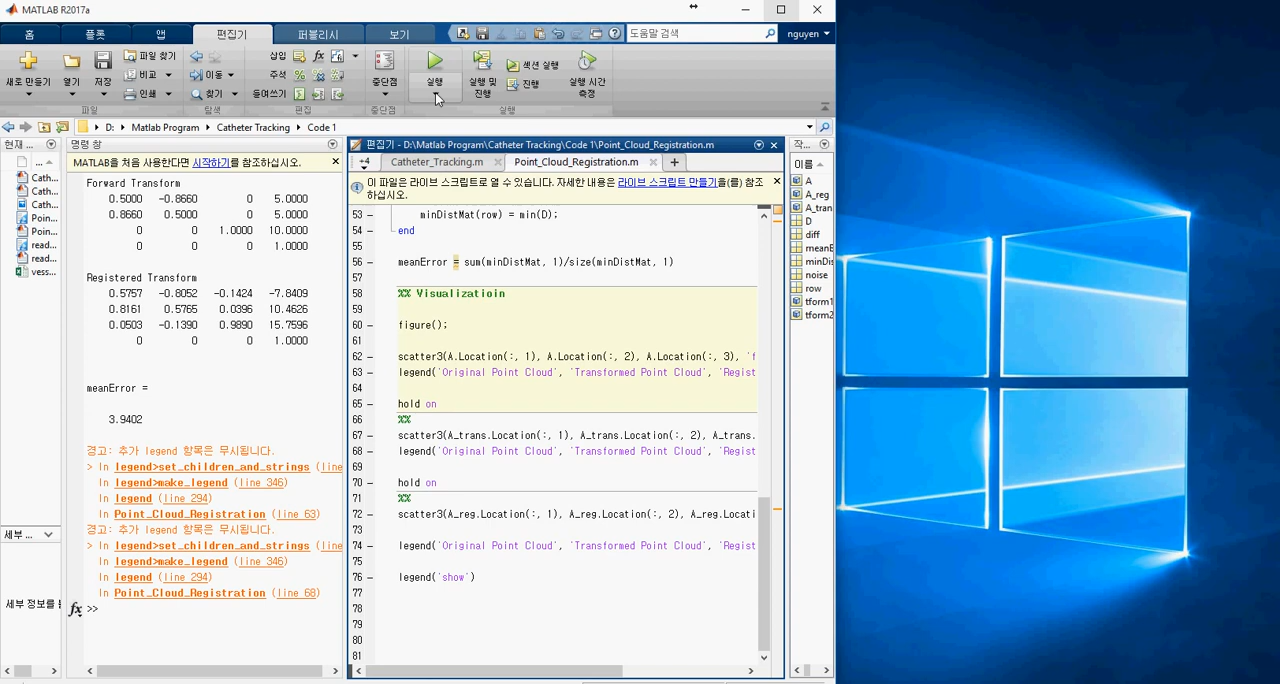 MATLAB R2017a
홈 플롯 앱 편집기 퍼블리시 보기 도움말 검색 nguyen
새로 만들기 열기 저장 파일 찾기 비교 인쇄
이동 찾기
삽입 fx 주석 들여쓰기
중단점 실행 실행 및 진행 섹션 실행 진행 실행 시간 측정
파일 탐색 편집 중단점 실행
D: Matlab Program Catheter Tracking Code 1
현재 ...
Cath...
Cath...
Cath...
Poin...
Poin...
read...
read...
vess...
세부 ...
명령 창
MATLAB을 처음 사용한다면 시작하기를 참조하십시오.
Forward Transform
0.5000 -0.8660 0 5.0000
0.8660 0.5000 0 5.0000
0 0 1.0000 10.0000
0 0 0 1.0000
Registered Transform
0.5757 -0.8052 -0.1424 -7.8409
0.8161 0.5765 0.0396 10.4626
0.0503 -0.1390 0.9890 15.7596
0 0 0 1.0000
meanError =
3.9402
경고: 추가 legend 항목은 무시됩니다.
> In legend>set_children_and_strings (line
In legend>make_legend (line 346)
In legend (line 294)
In Point_Cloud_Registration (line 63)
경고: 추가 legend 항목은 무시됩니다.
> In legend>set_children_and_strings (line
In legend>make_legend (line 346)
In legend (line 294)
In Point_Cloud_Registration (line 68)
fx >>
편집기 - D:\Matlab Program\Catheter Tracking\Code 1\Point_Cloud_Registration.m
+4 Catheter_Tracking.m Point_Cloud_Registration.m +
이 파일은 라이브 스크립트로 열 수 있습니다. 자세한 내용은 라이브 스크립트 만들기을(를) 참조
하십시오.
53 – minDistMat(row) = min(D);
54 – end
55
56 – meanError = sum(minDistMat, 1)/size(minDistMat, 1)
57
58 %% Visualizatioin
59
60 – figure();
61
62 – scatter3(A.Location(:, 1), A.Location(:, 2), A.Location(:, 3), 'f
63 – legend('Original Point Cloud', 'Transformed Point Cloud', 'Regist
64
65 – hold on
66 %%
67 – scatter3(A_trans.Location(:, 1), A_trans.Location(:, 2), A_trans.
68 – legend('Original Point Cloud', 'Transformed Point Cloud', 'Regist
69
70 – hold on
71 %%
72 – scatter3(A_reg.Location(:, 1), A_reg.Location(:, 2), A_reg.Locati
73
74 – legend('Original Point Cloud', 'Transformed Point Cloud', 'Regist
75
76 – legend('show')
77
78
79
80
81
작...
이름
A
A_reg
A_tran
D
diff
meanE
minDis
noise
row
tform1
tform2